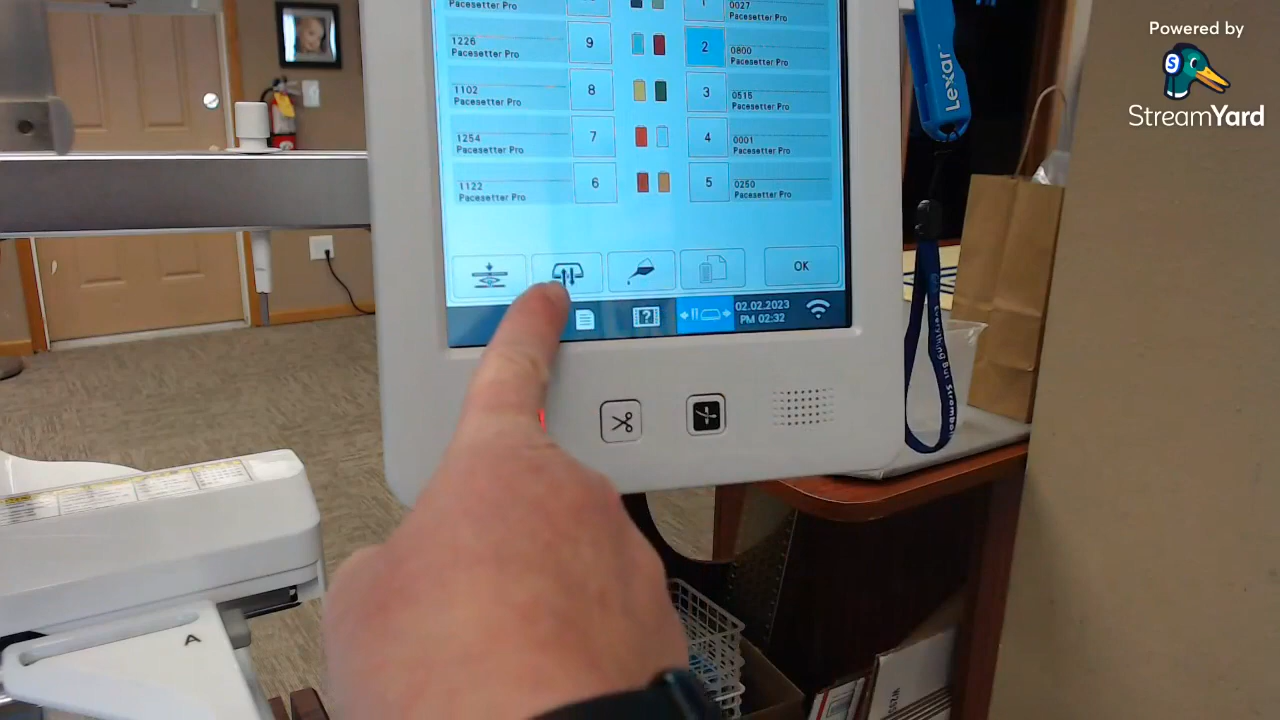 Powered by
StreamYard
Lexar
Pacesetter Pro
0027
Pacesetter Pro
1226
Pacesetter Pro
9
2
0800
Pacesetter Pro
1102
Pacesetter Pro
8
3
0515
Pacesetter Pro
1254
Pacesetter Pro
7
4
0001
Pacesetter Pro
1122
Pacesetter Pro
6
5
0250
Pacesetter Pro
OK
?
02.02.2023
PM 02:32
Everything But
A